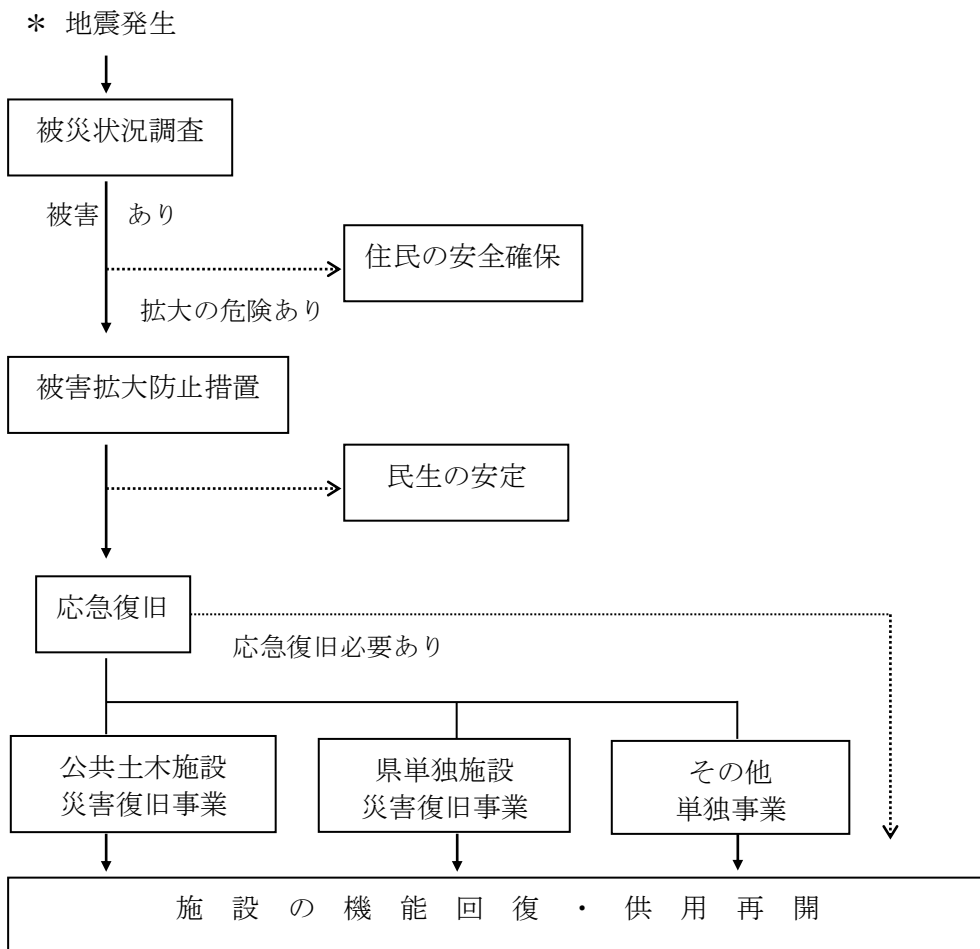 ＊ 地震発生
被災状況調査
被害 あり
住民の安全確保
拡大の危険あり
被害拡大防止措置
民生の安定
応急復旧
応急復旧必要あり
公共土木施設
災害復旧事業
県単独施設
災害復旧事業
その他
単独事業
施設の機能回復・供用再開